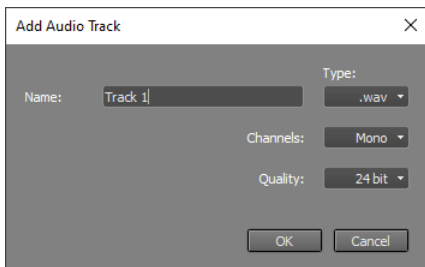 Add Audio Track
Type:
Name: Track 1 .wav
Channels: Mono
Quality: 24 bit
OK Cancel